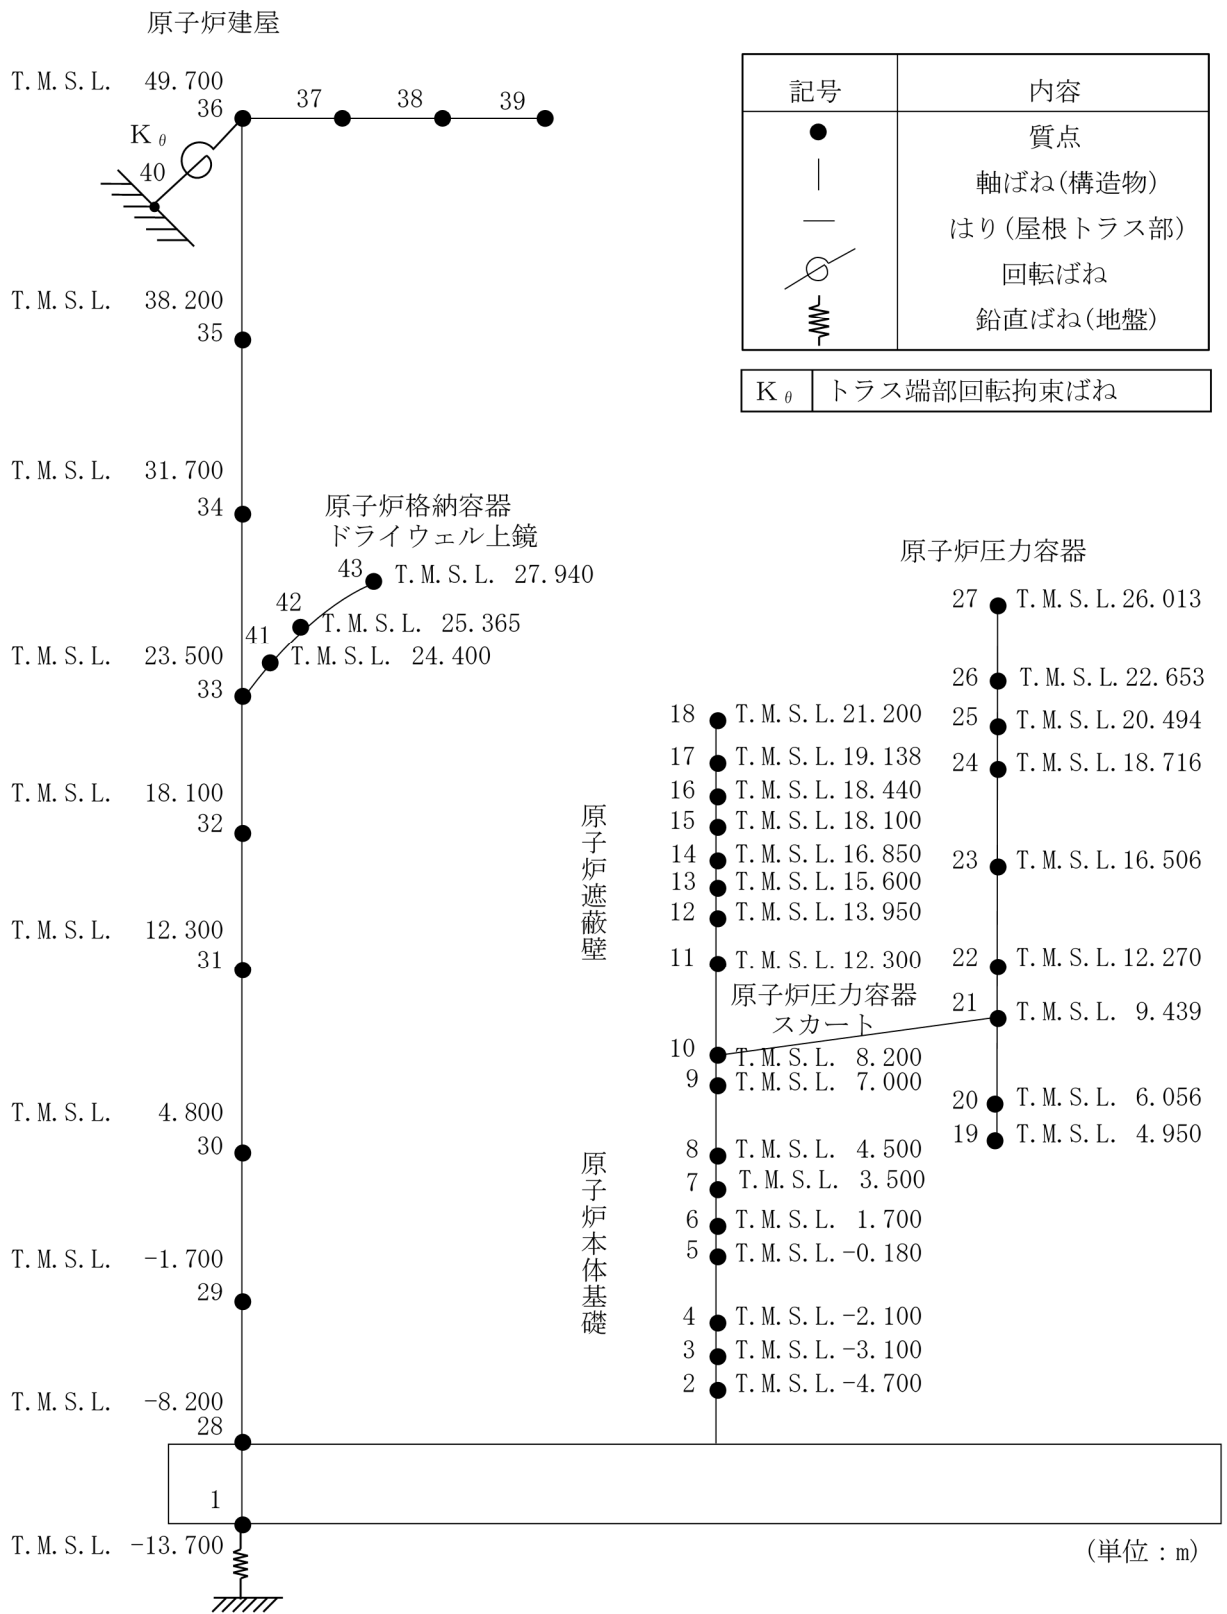 原子炉建屋
T.M.S.L. 49.700
36
37
38
39
Kθ
40
T.M.S.L. 38.200
35
T.M.S.L. 31.700
34
原子炉格納容器
ドライウェル上鏡
43 T.M.S.L. 27.940
42 T.M.S.L. 25.365
41 T.M.S.L. 24.400
T.M.S.L. 23.500
33
T.M.S.L. 18.100
32
T.M.S.L. 12.300
31
T.M.S.L. 4.800
30
T.M.S.L. -1.700
29
T.M.S.L. -8.200
28
1
T.M.S.L. -13.700
記号 内容
質点
軸ばね(構造物)
はり(屋根トラス部)
回転ばね
鉛直ばね(地盤)
Kθ トラス端部回転拘束ばね
原子炉遮蔽壁
18 T.M.S.L.21.200
17 T.M.S.L.19.138
16 T.M.S.L.18.440
15 T.M.S.L.18.100
14 T.M.S.L.16.850
13 T.M.S.L.15.600
12 T.M.S.L.13.950
11 T.M.S.L.12.300
原子炉圧力容器
スカート
10 T.M.S.L. 8.200
9 T.M.S.L. 7.000
原子炉本体基礎
8 T.M.S.L. 4.500
7 T.M.S.L. 3.500
6 T.M.S.L. 1.700
5 T.M.S.L.-0.180
4 T.M.S.L.-2.100
3 T.M.S.L.-3.100
2 T.M.S.L.-4.700
原子炉圧力容器
27 T.M.S.L.26.013
26 T.M.S.L.22.653
25 T.M.S.L.20.494
24 T.M.S.L.18.716
23 T.M.S.L.16.506
22 T.M.S.L.12.270
21 T.M.S.L. 9.439
20 T.M.S.L. 6.056
19 T.M.S.L. 4.950
(単位：m)